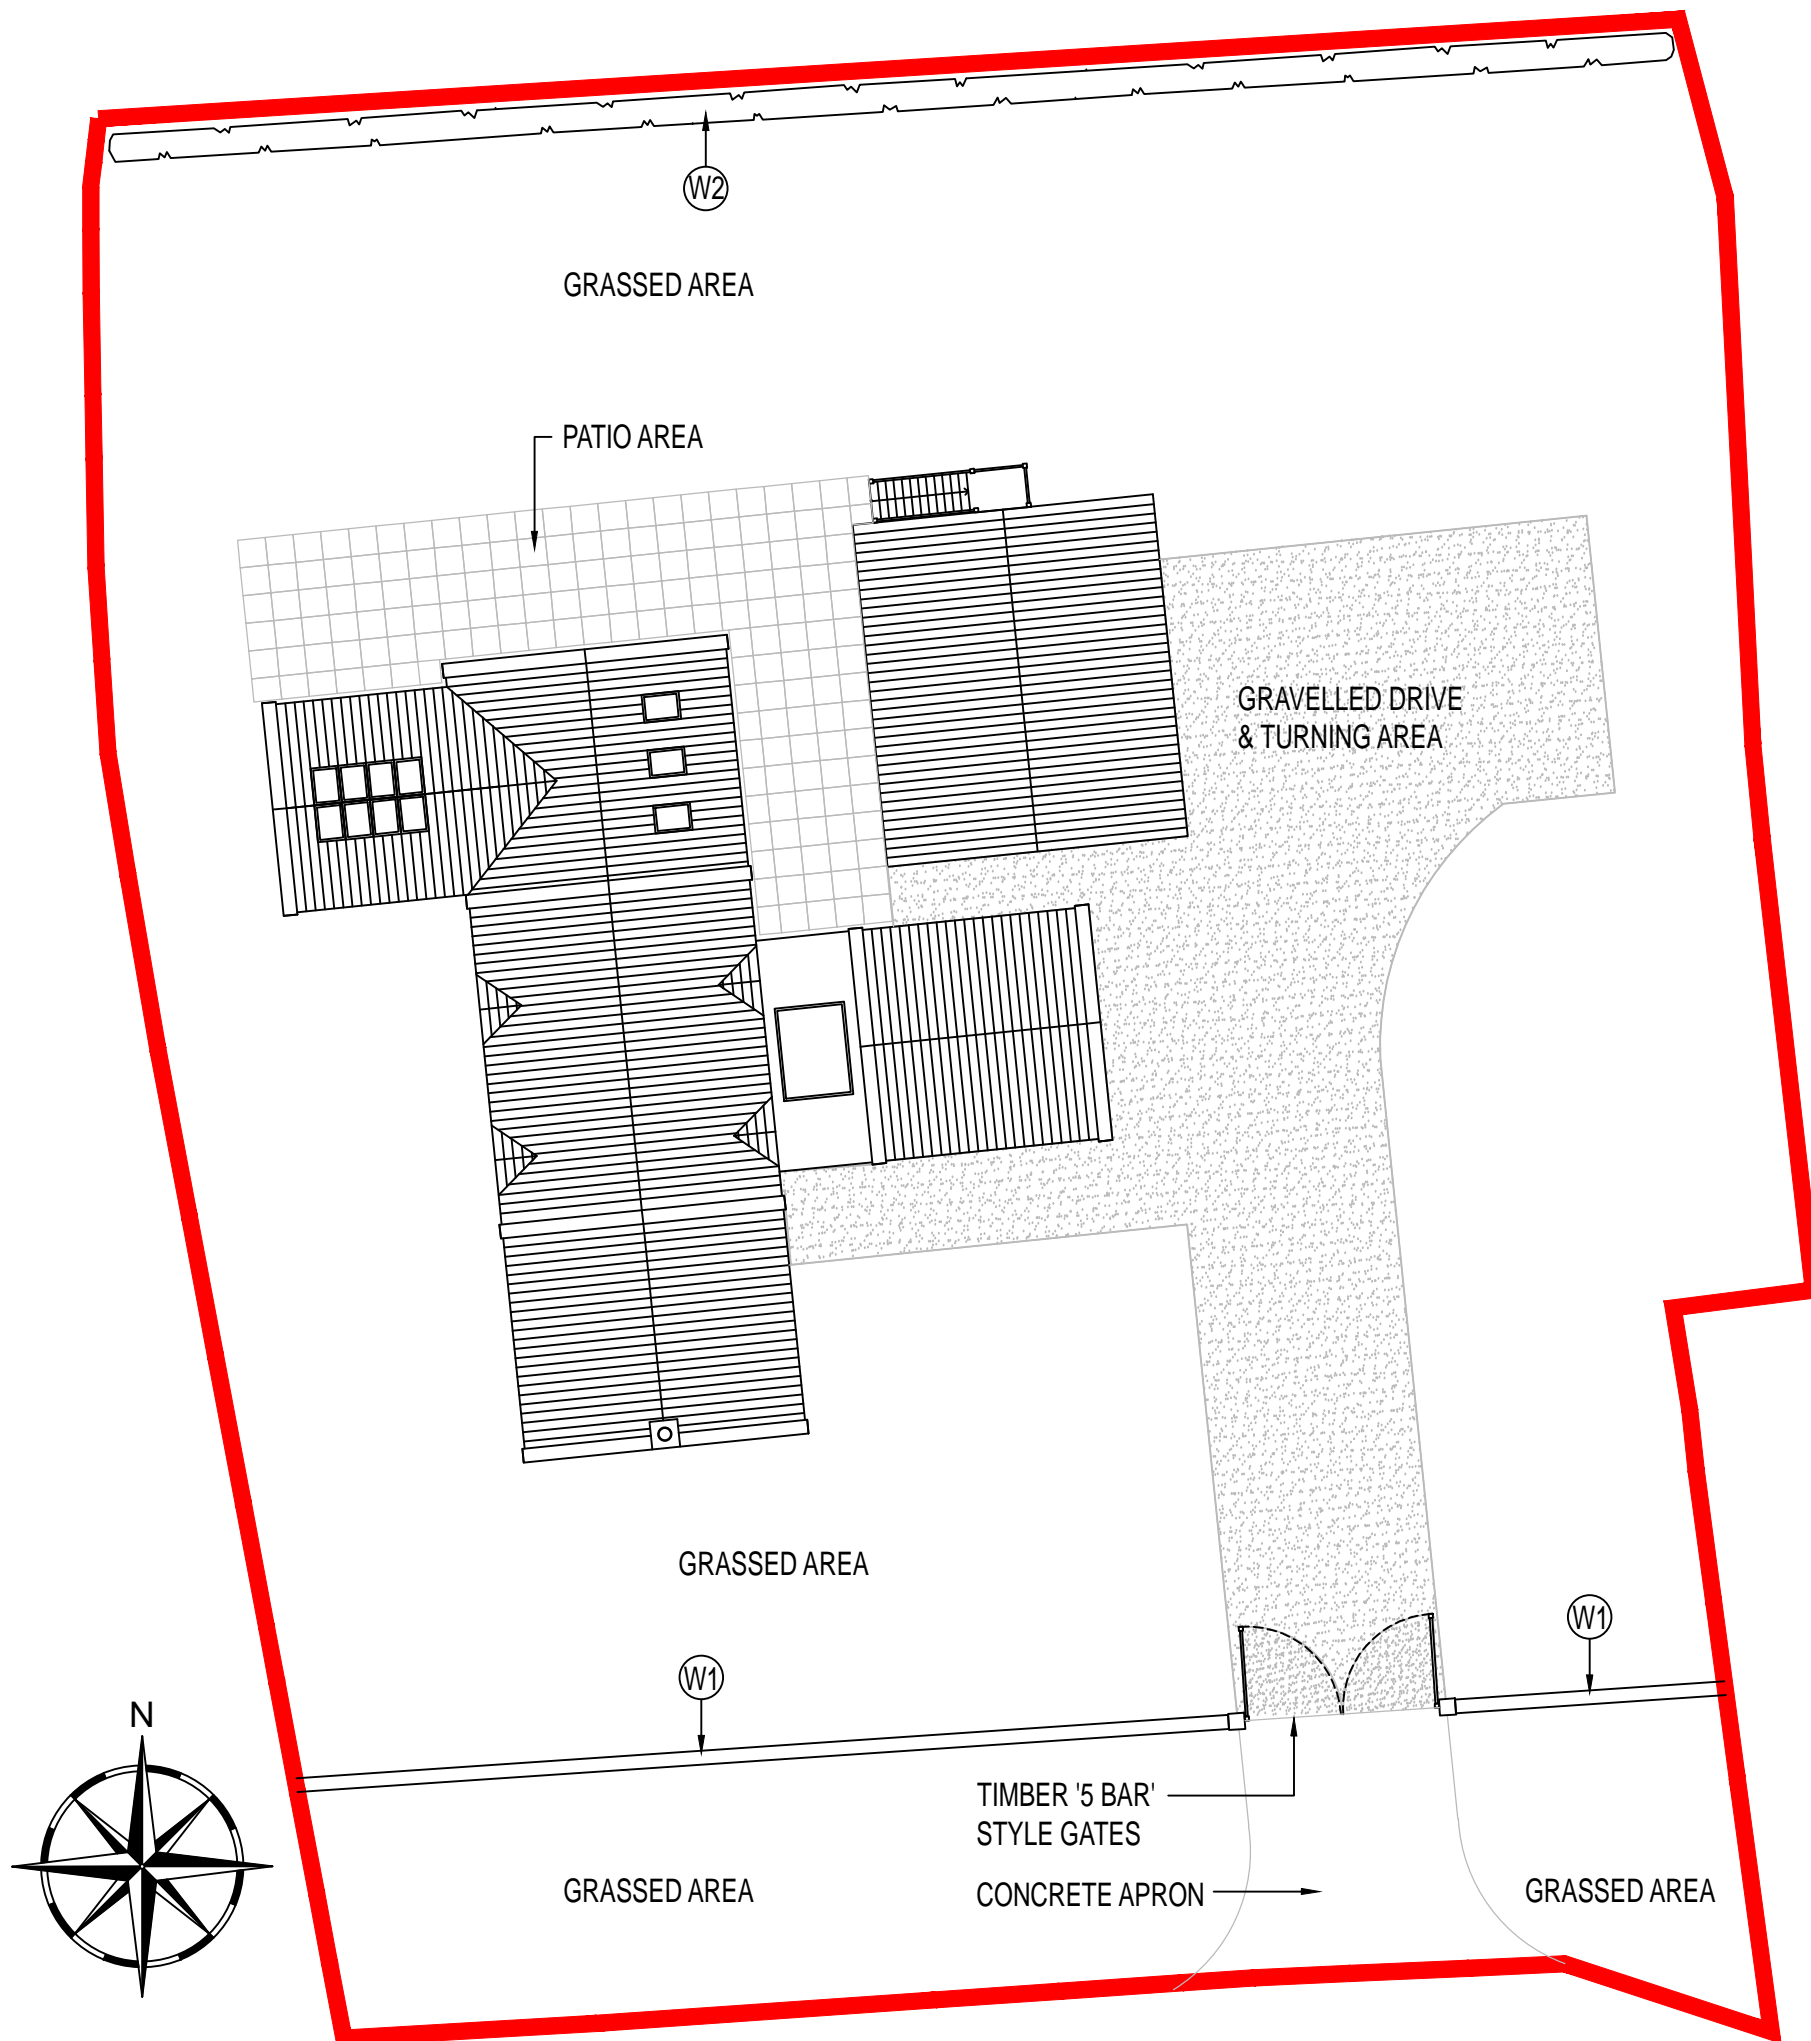 W2
GRASSED AREA
PATIO AREA
GRAVELLED DRIVE
& TURNING AREA
GRASSED AREA
W1
W1
N
TIMBER '5 BAR'
STYLE GATES
GRASSED AREA
CONCRETE APRON
GRASSED AREA